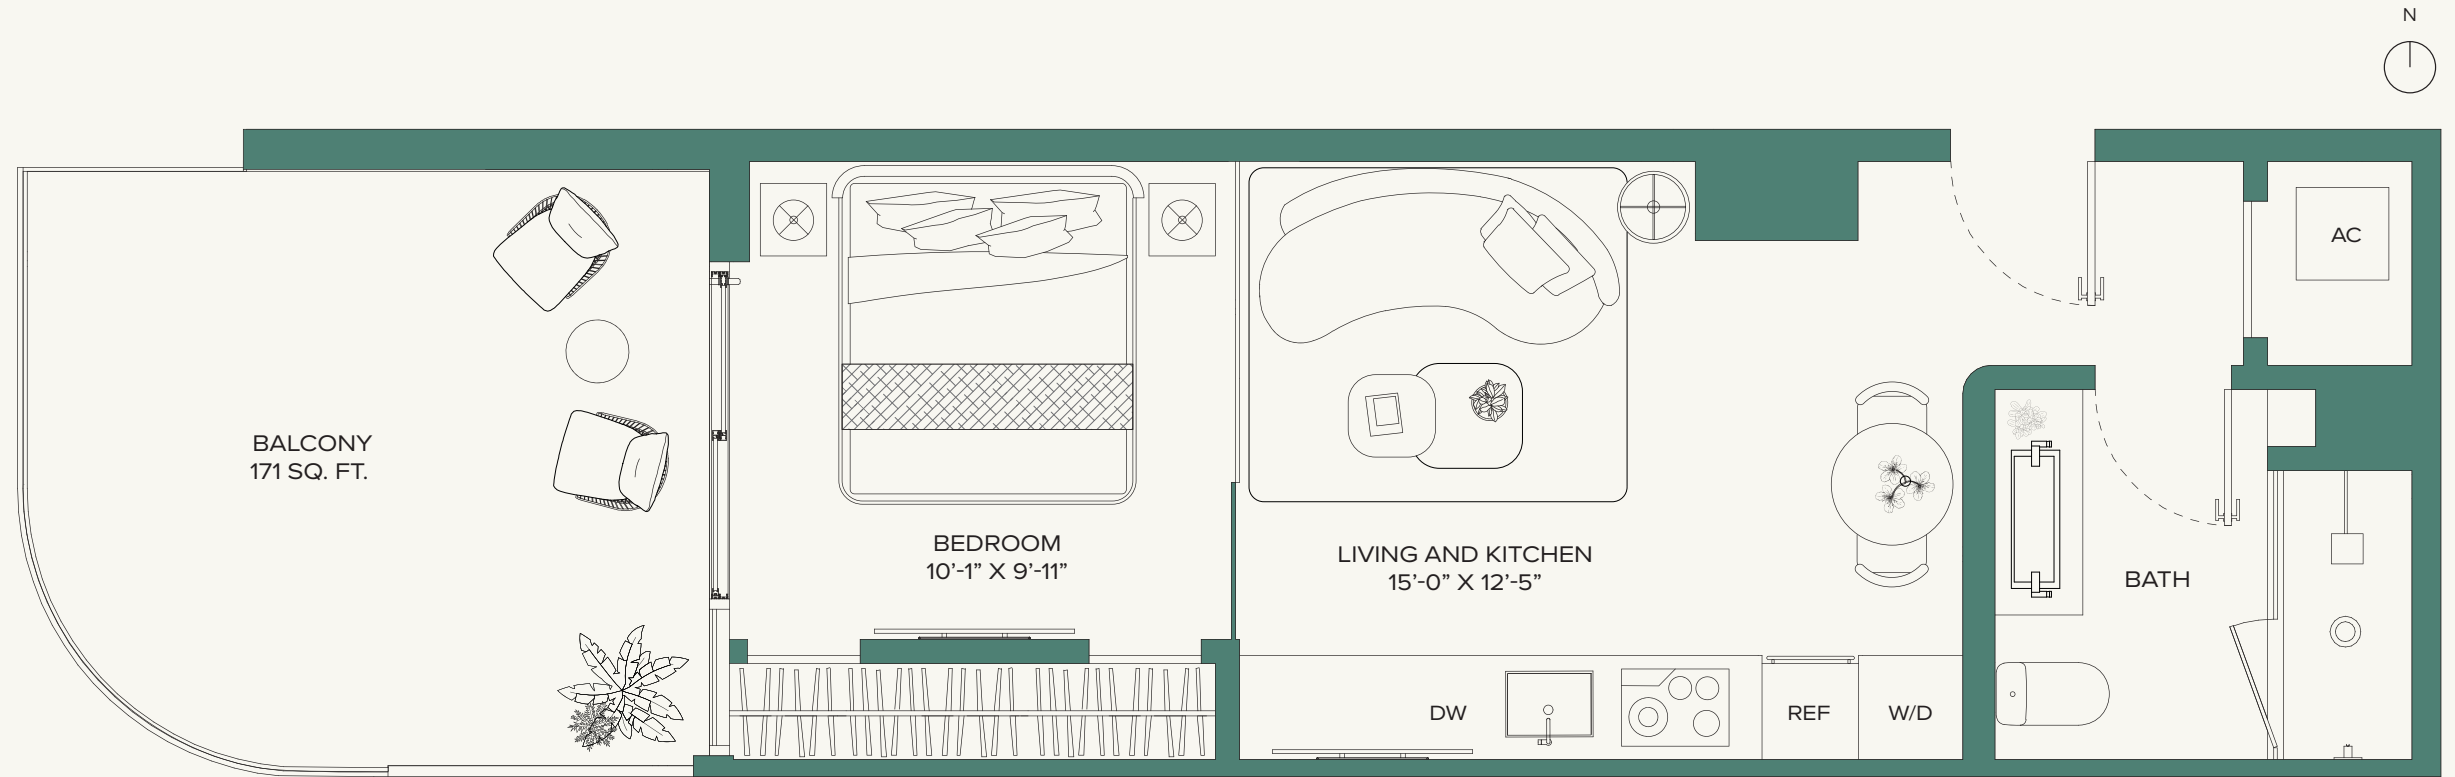 N
AC
BALCONY
171 SQ. FT.
BEDROOM
10’-1” X 9’-11”
LIVING AND KITCHEN
15’-0” X 12’-5”
BATH
DW
REF
W/D